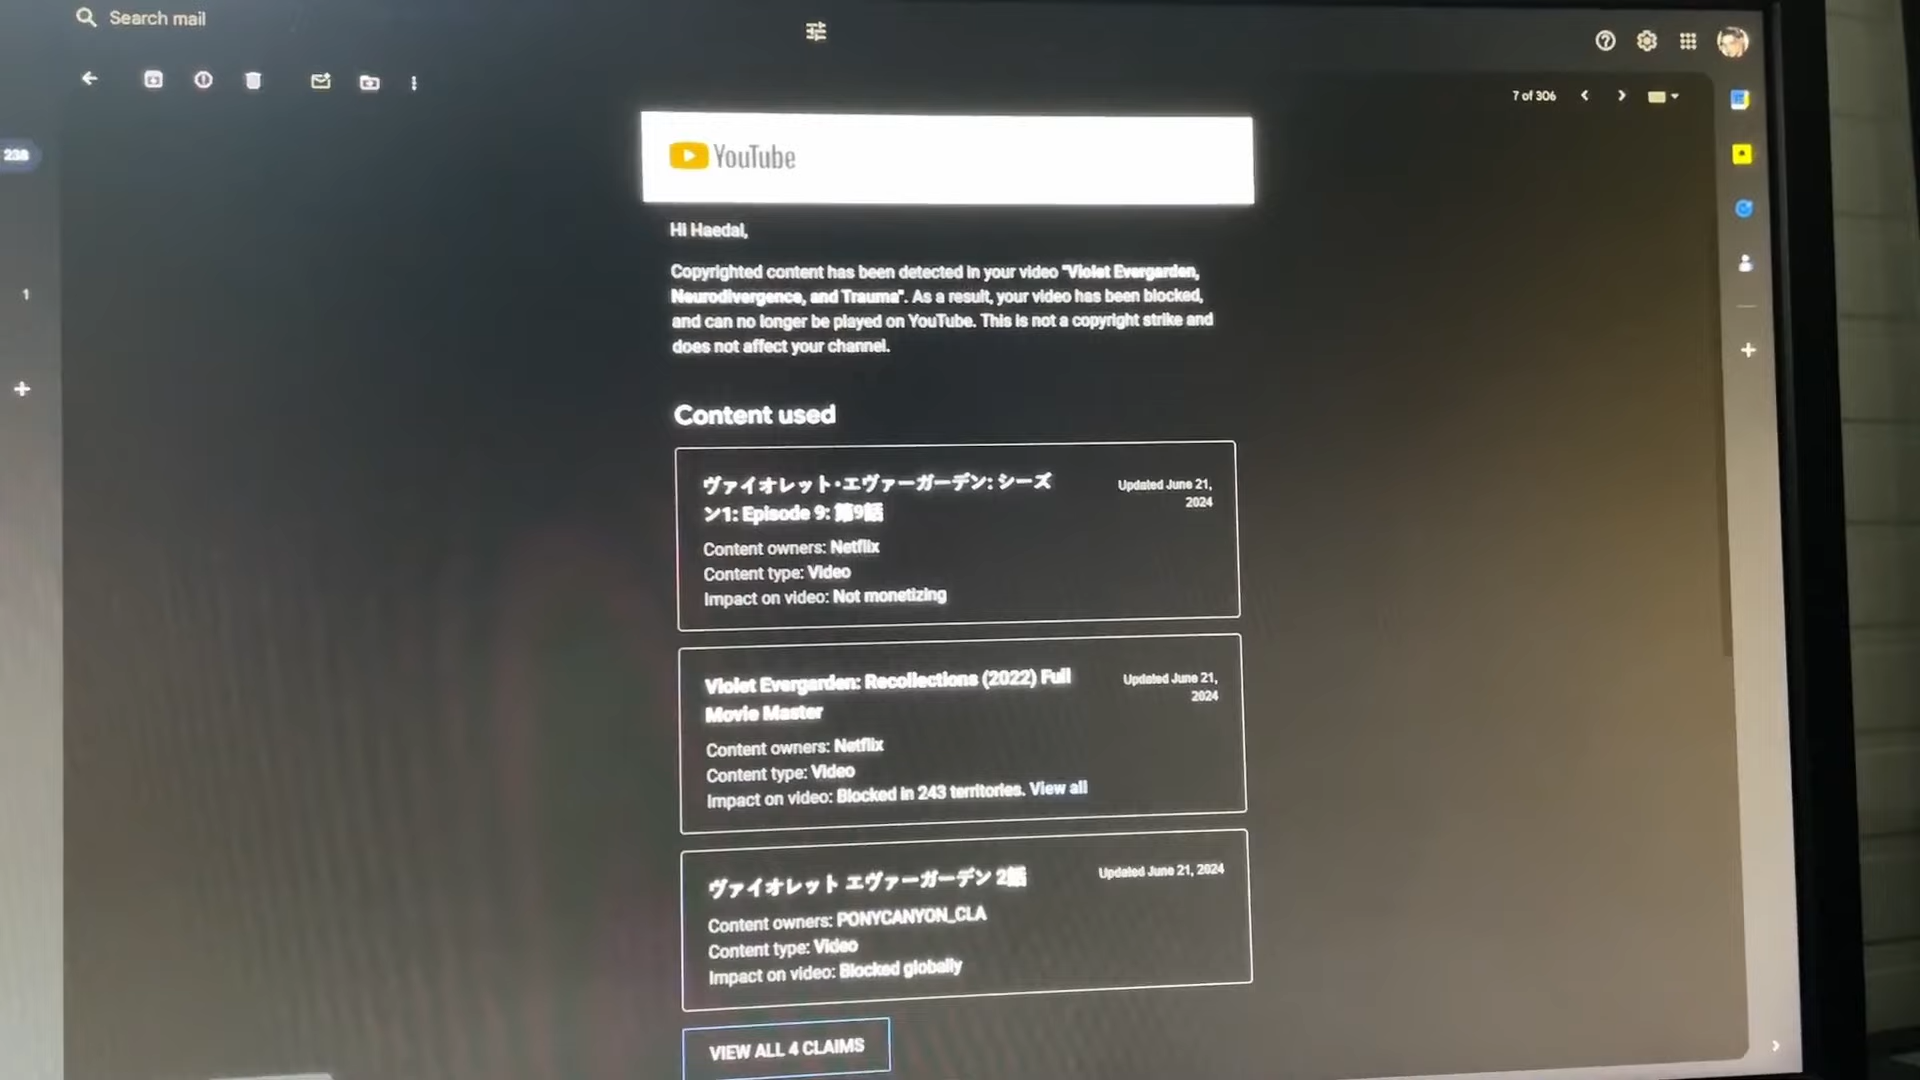 Search mail
7 of 306
238
YouTube
Hi Haedal,
Copyrighted content has been detected in your video "Violet Evergarden,
Neurodivergence, and Trauma". As a result, your video has been blocked,
and can no longer be played on YouTube. This is not a copyright strike and
does not affect your channel.
1
Content used
ヴァイオレット・エヴァーガーデン: シーズ
ン1: Episode 9: 第9話
Updated June 21,
2024
Content owners: Netflix
Content type: Video
Impact on video: Not monetizing
Violet Evergarden: Recollections (2022) Full
Movie Master
Updated June 21,
2024
Content owners: Netflix
Content type: Video
Impact on video: Blocked in 243 territories. View all
ヴァイオレット エヴァーガーデン 2話
Updated June 21, 2024
Content owners: PONYCANYON_CLA
Content type: Video
Impact on video: Blocked globally
VIEW ALL 4 CLAIMS